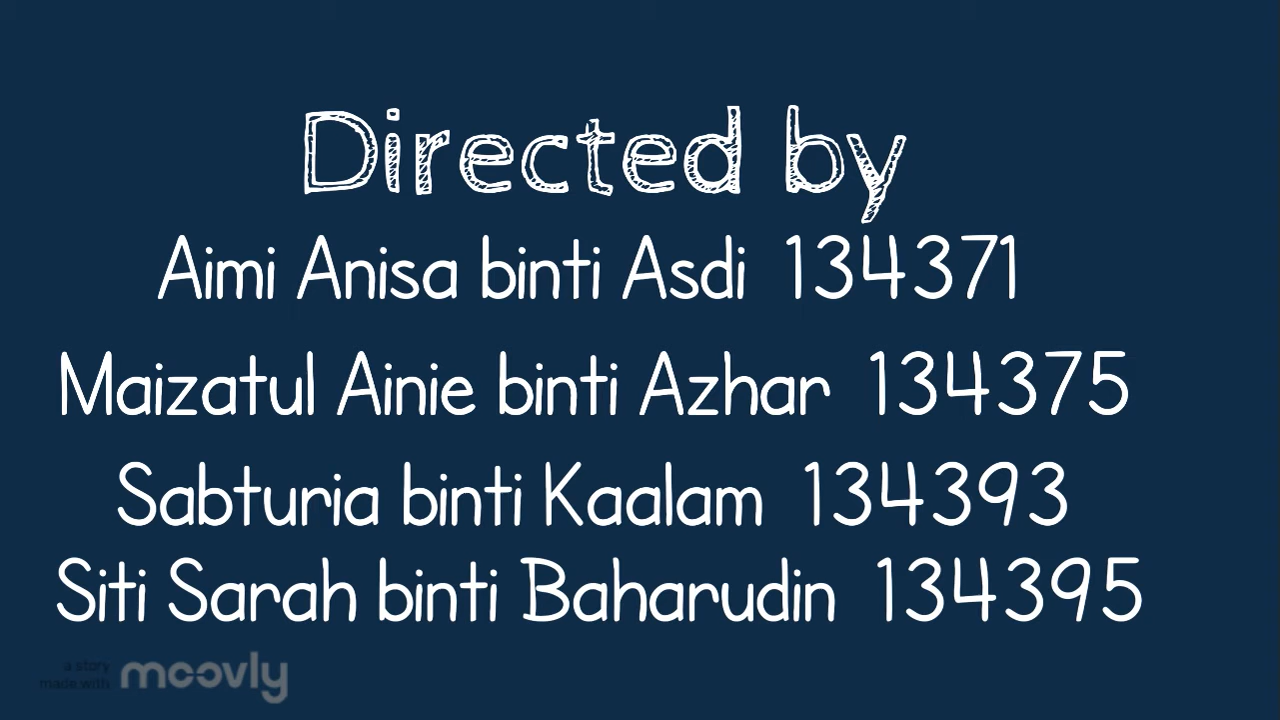 Directed by
Aimi Anisa binti Asdi 134371
Maizatul Ainie binti Azhar 134375
Sabturia binti Kaalam 134393
Siti Sarah binti Baharudin 134395
a story
made with moovly